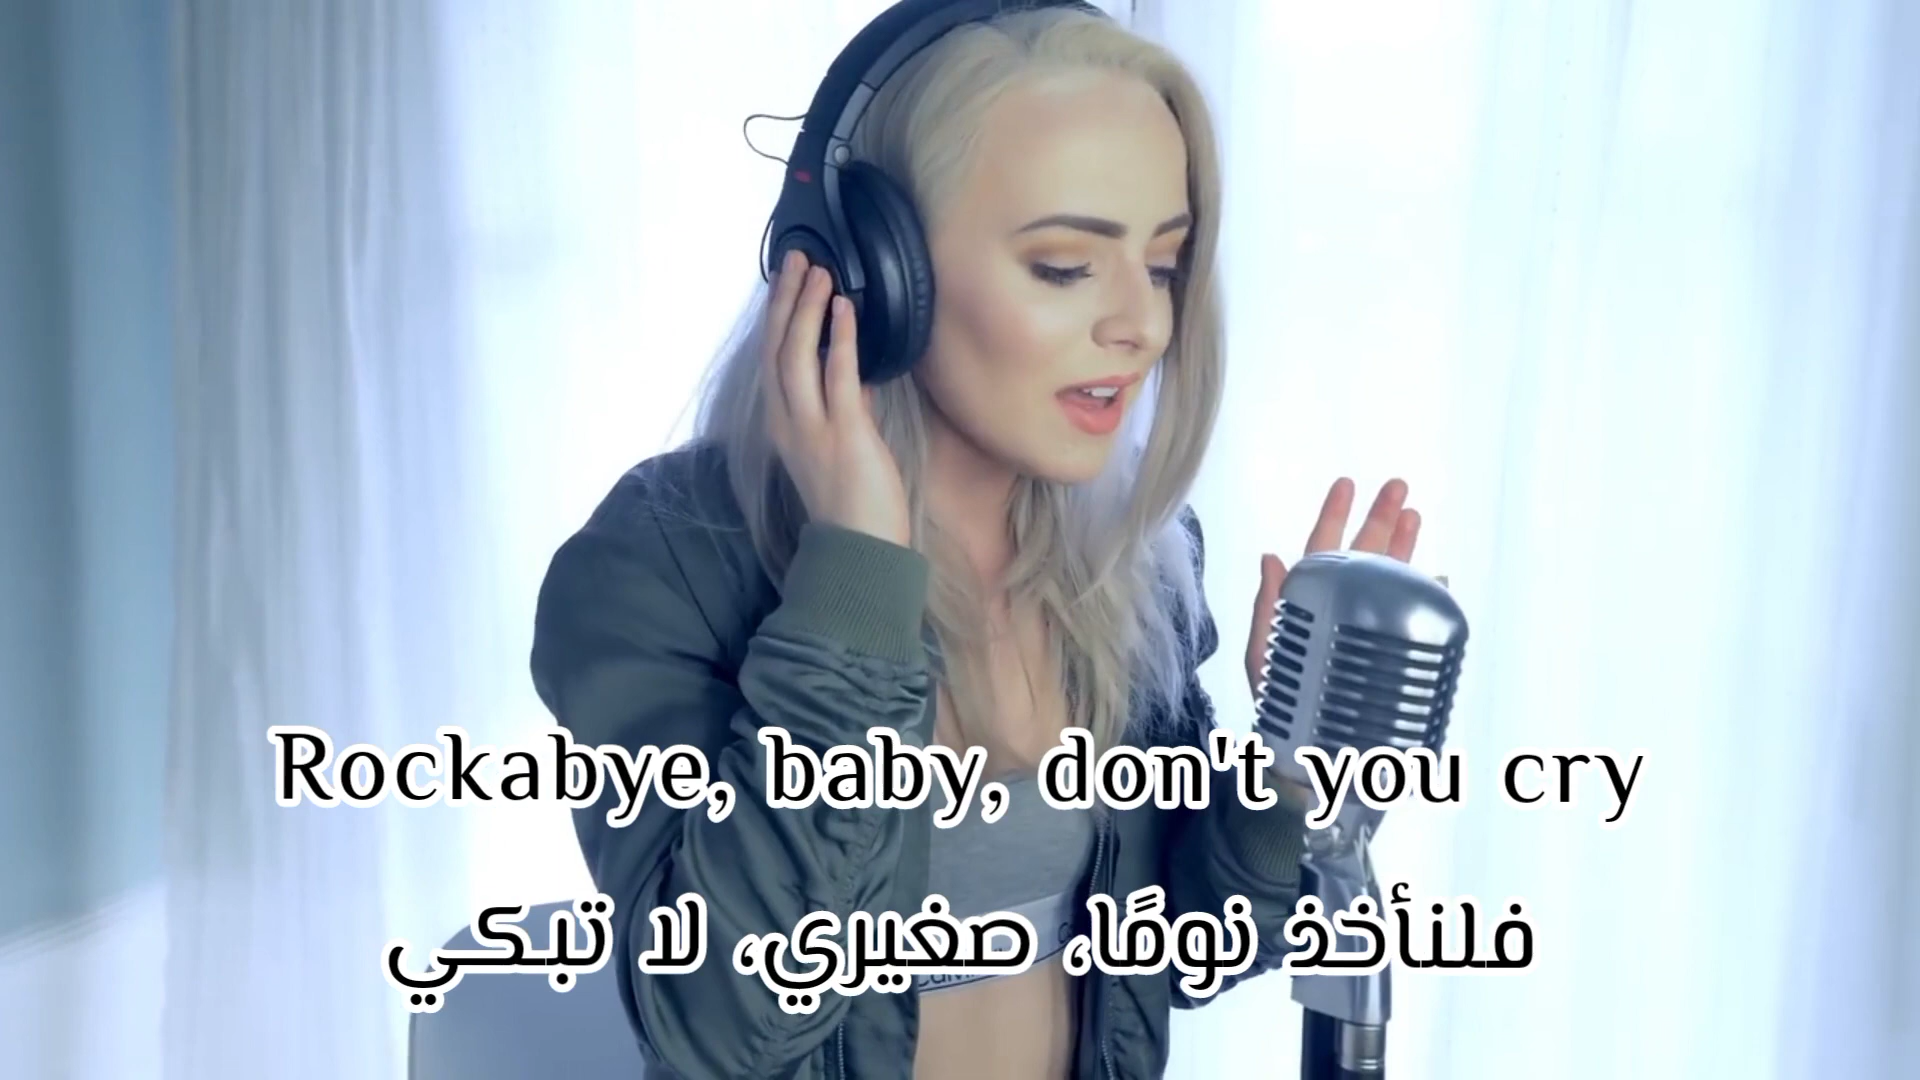 Rockabye, baby, don't you cry
فلنأخذ نومًا، صغيري، لا تبكي